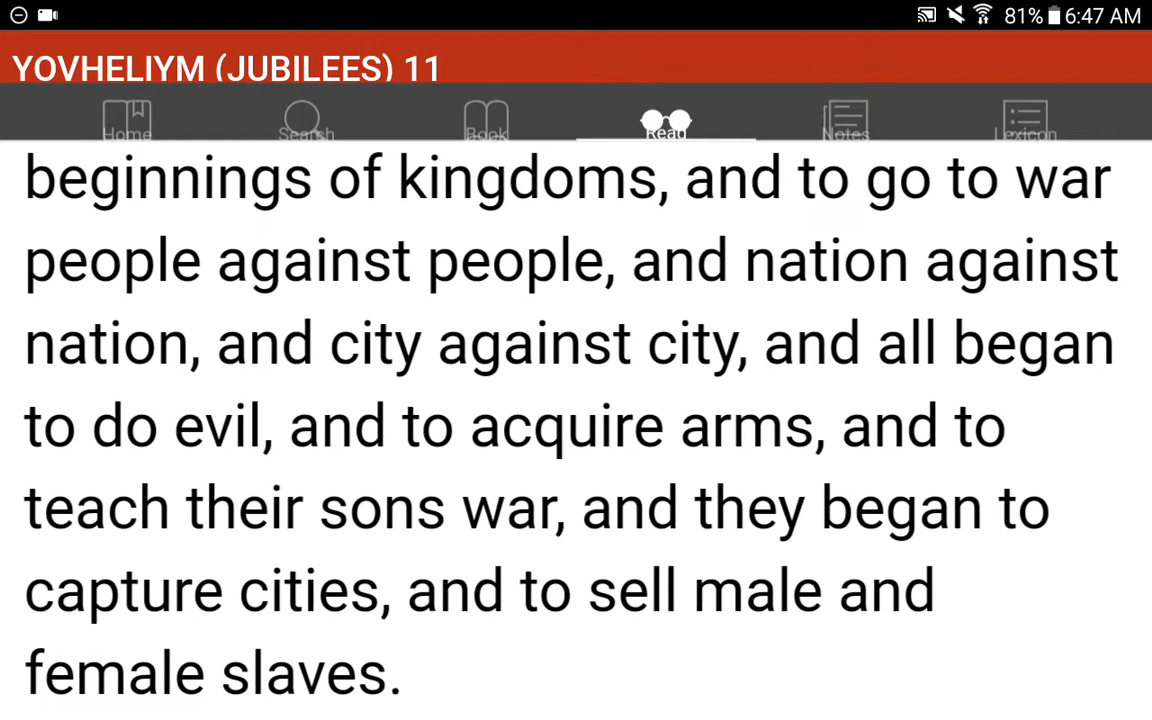 81% 6:47 AM
YOVHELIYM (JUBILEES) 11
Home Search Book Read Notes Lexicon
beginnings of kingdoms, and to go to war
people against people, and nation against
nation, and city against city, and all began
to do evil, and to acquire arms, and to
teach their sons war, and they began to
capture cities, and to sell male and
female slaves.